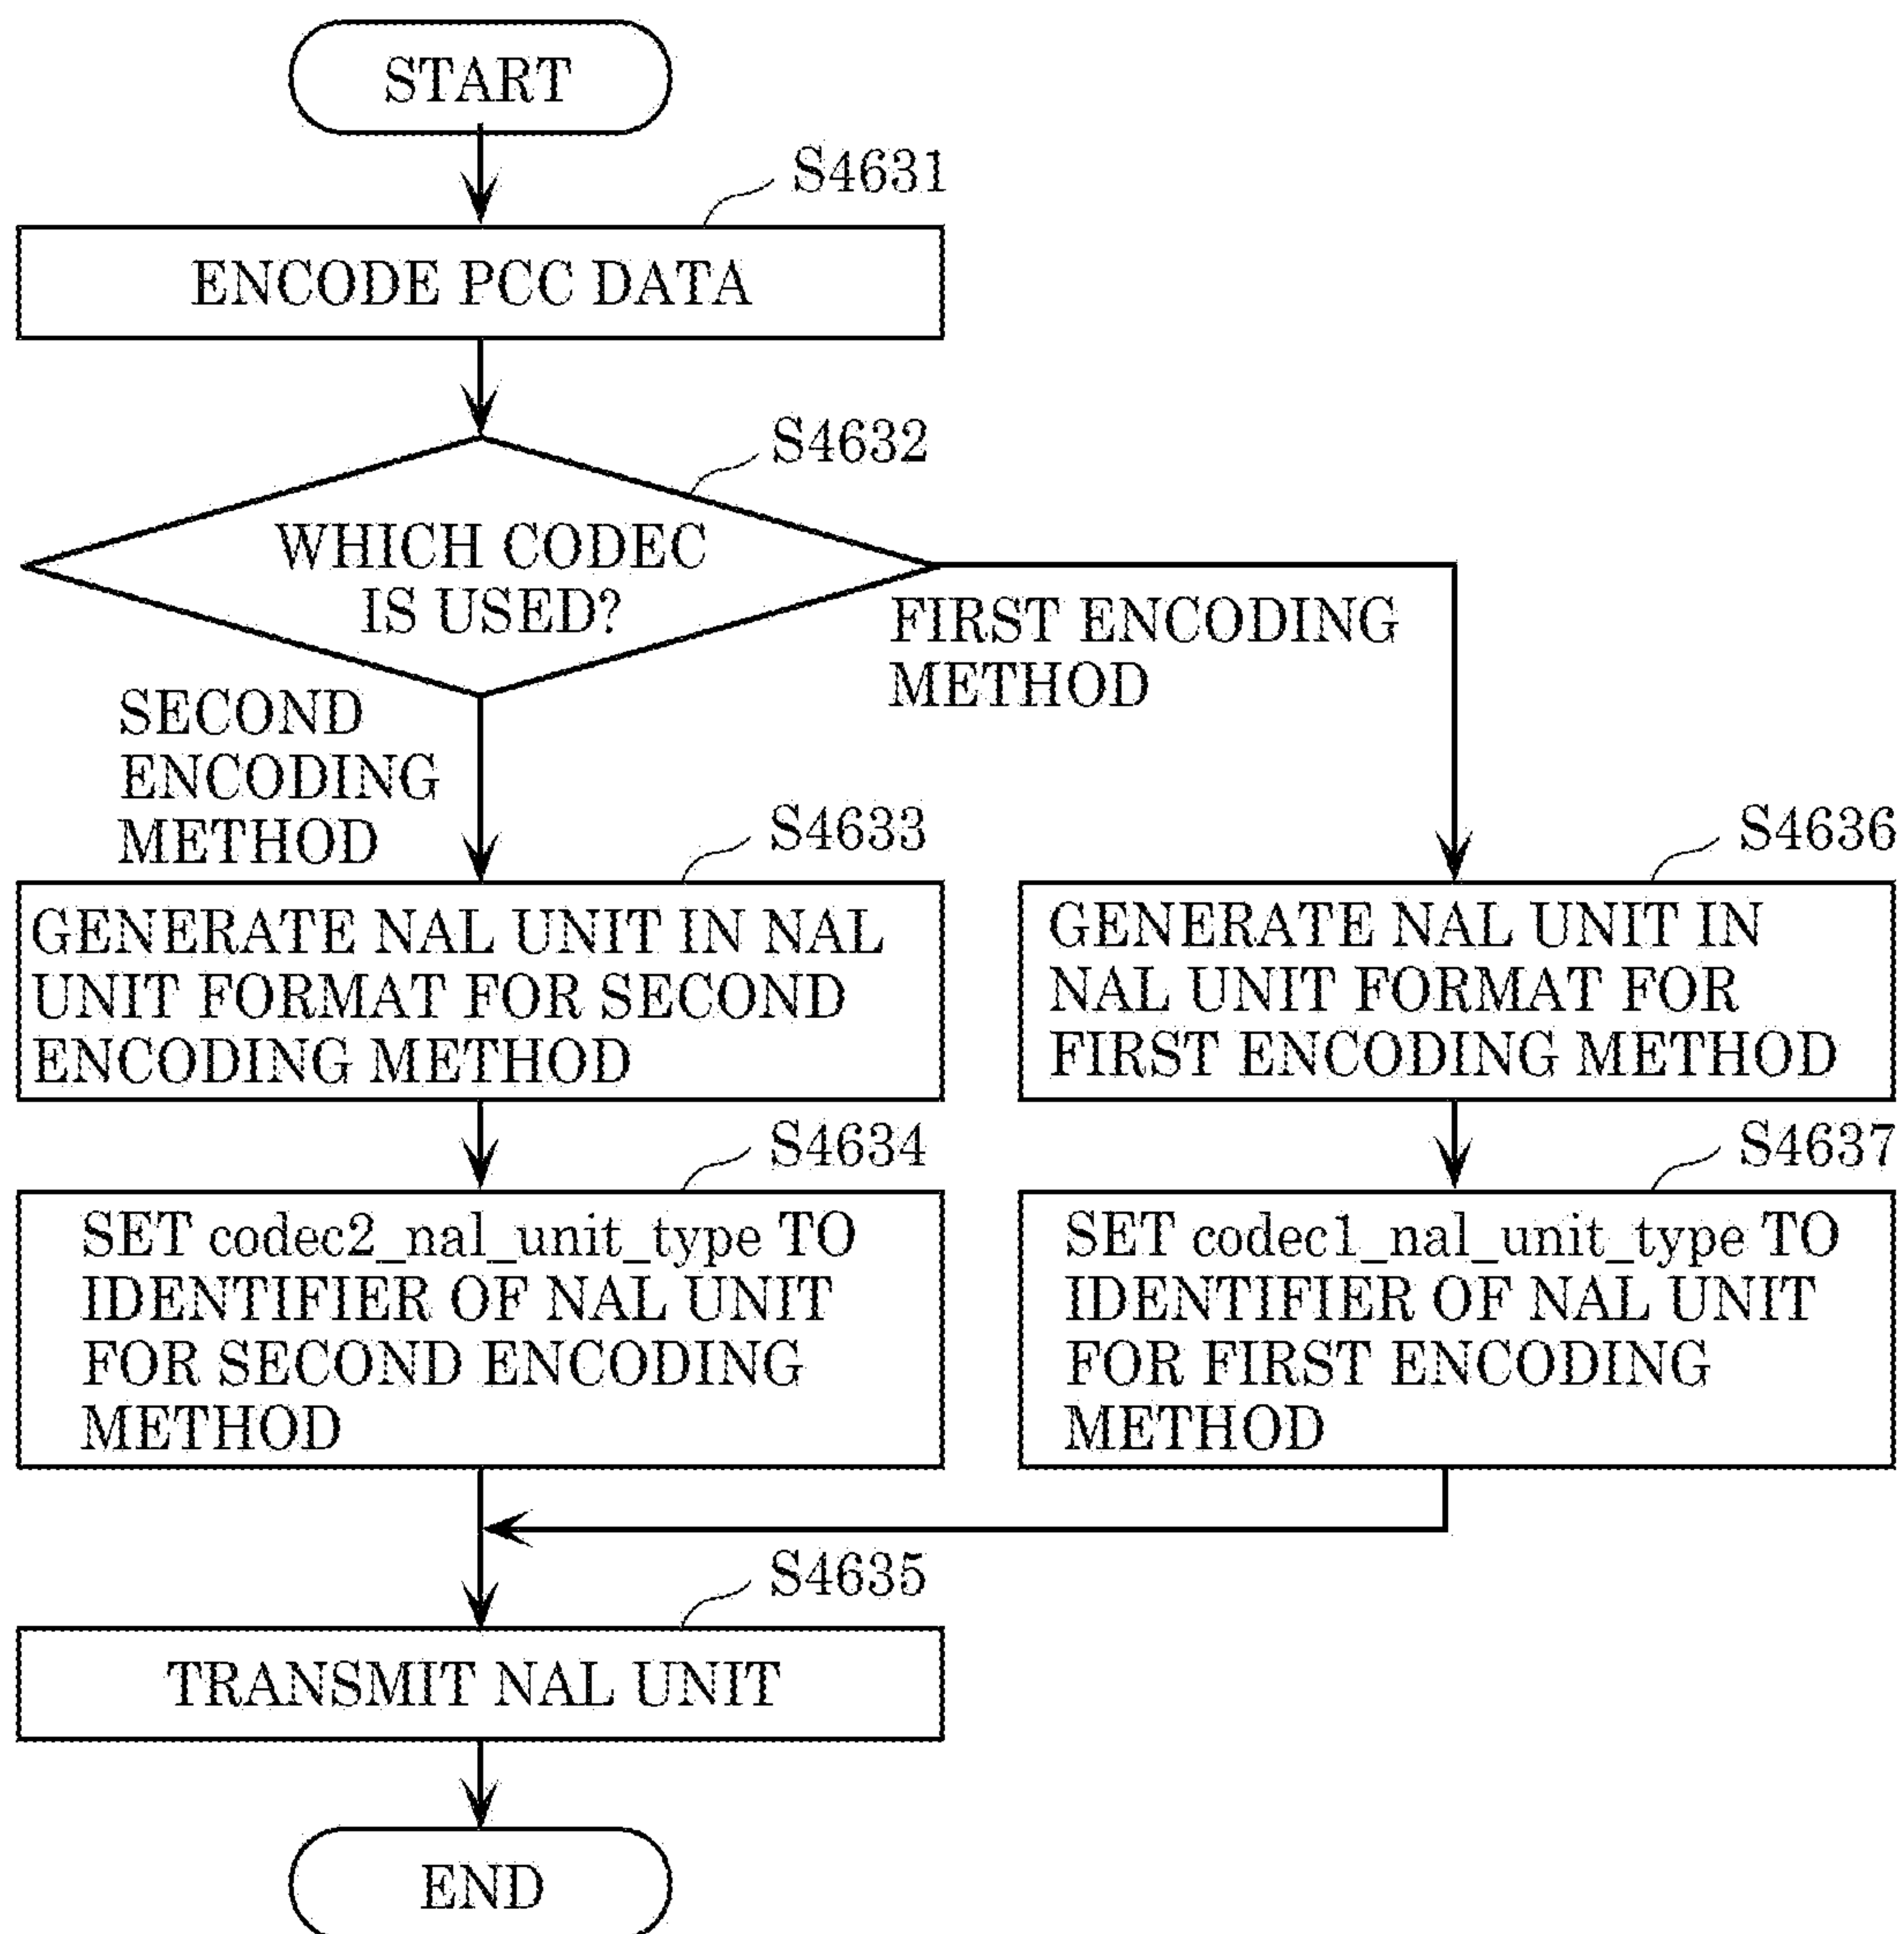 START
S4631
ENCODE PCC DATA
S4632
WHICH CODEC
IS USED?
FIRST ENCODING
METHOD
SECOND
ENCODING
METHOD
S4633
GENERATE NAL UNIT IN NAL
UNIT FORMAT FOR SECOND
ENCODING METHOD
S4636
GENERATE NAL UNIT IN
NAL UNIT FORMAT FOR
FIRST ENCODING METHOD
S4634
SET codec2_nal_unit_type TO
IDENTIFIER OF NAL UNIT
FOR SECOND ENCODING
METHOD
S4637
SET codec1_nal_unit_type TO
IDENTIFIER OF NAL UNIT
FOR FIRST ENCODING
METHOD
S4635
TRANSMIT NAL UNIT
END